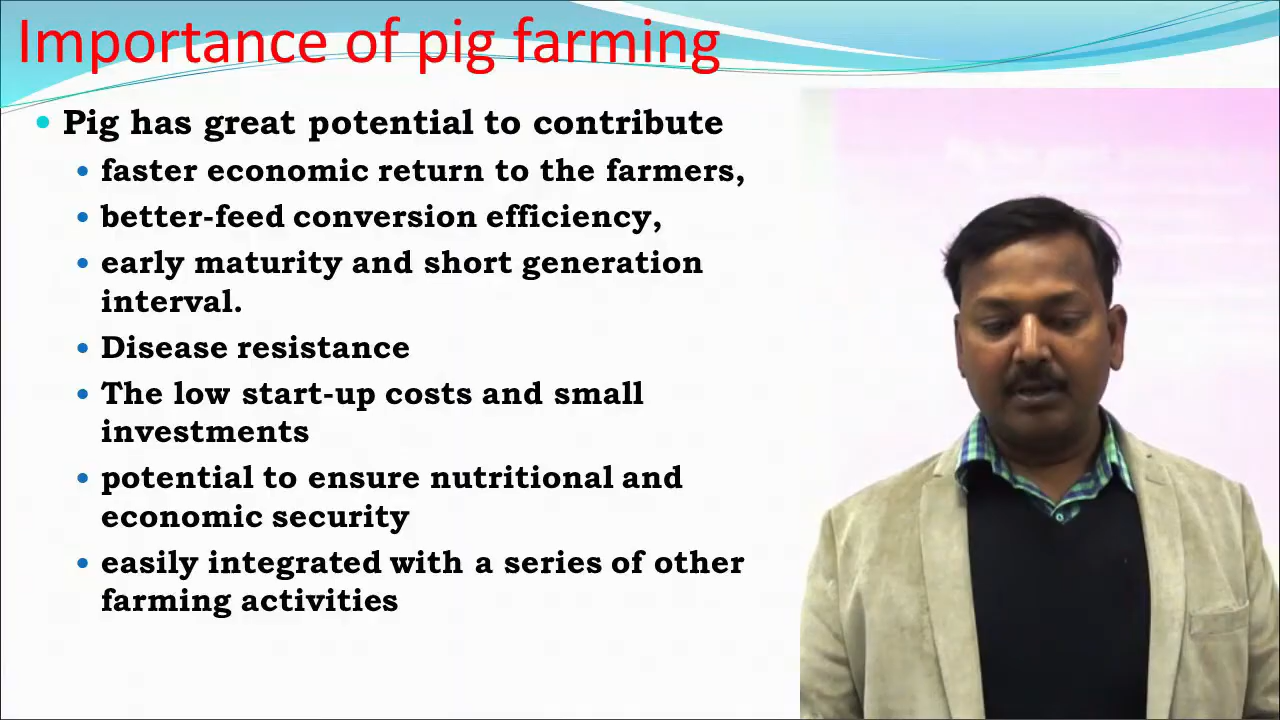 Importance of pig farming
Pig has great potential to contribute
faster economic return to the farmers,
better-feed conversion efficiency,
early maturity and short generation
interval.
Disease resistance
The low start-up costs and small
investments
potential to ensure nutritional and
economic security
easily integrated with a series of other
farming activities